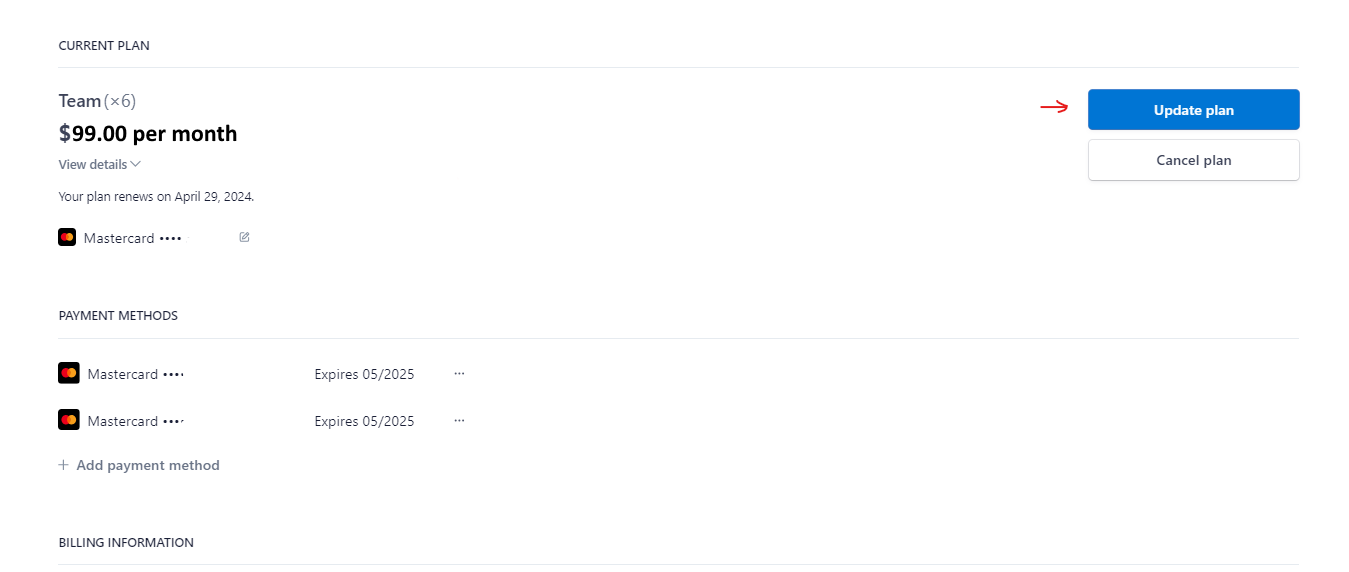 CURRENT PLAN
Team (×6)
$99.00 per month
View details
Your plan renews on April 29, 2024.
Mastercard ••••
Update plan
Cancel plan
PAYMENT METHODS
Mastercard •••• Expires 05/2025 ···
Mastercard •••• Expires 05/2025 ···
+ Add payment method
BILLING INFORMATION